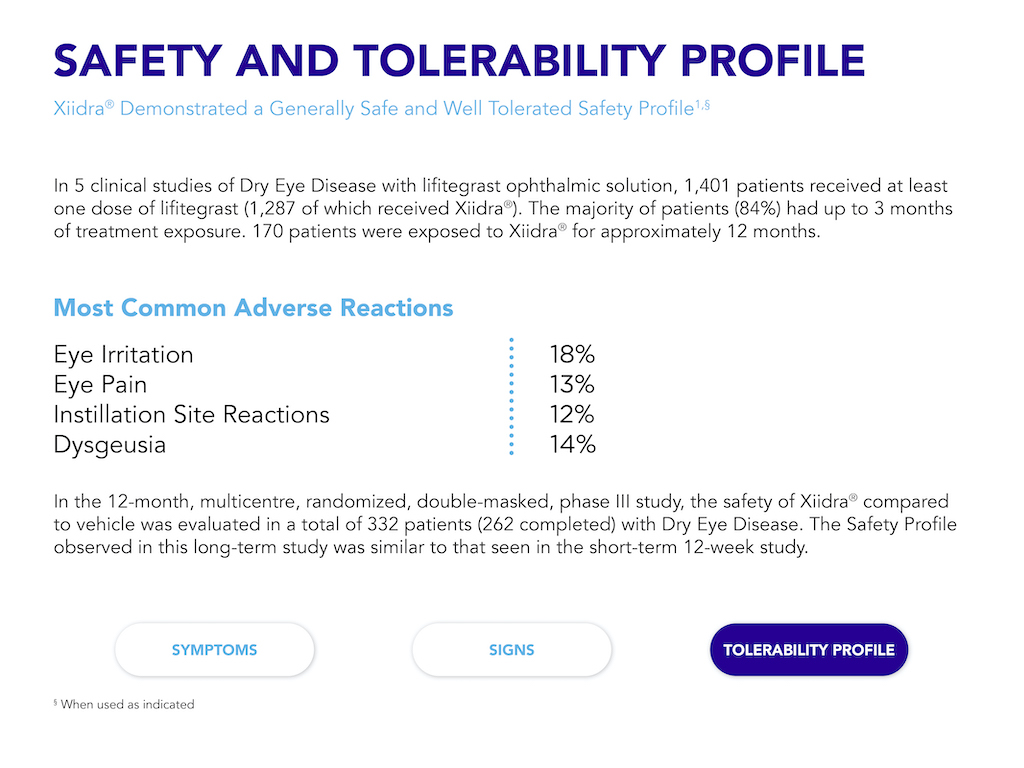 SAFETY AND TOLERABILITY PROFILE
Xiidra® Demonstrated a Generally Safe and Well Tolerated Safety Profile¹,§
In 5 clinical studies of Dry Eye Disease with lifitegrast ophthalmic solution, 1,401 patients received at least
one dose of lifitegrast (1,287 of which received Xiidra®). The majority of patients (84%) had up to 3 months
of treatment exposure. 170 patients were exposed to Xiidra® for approximately 12 months.
Most Common Adverse Reactions
Eye Irritation 18%
Eye Pain 13%
Instillation Site Reactions 12%
Dysgeusia 14%
In the 12-month, multicentre, randomized, double-masked, phase III study, the safety of Xiidra® compared
to vehicle was evaluated in a total of 332 patients (262 completed) with Dry Eye Disease. The Safety Profile
observed in this long-term study was similar to that seen in the short-term 12-week study.
SYMPTOMS SIGNS TOLERABILITY PROFILE
§ When used as indicated